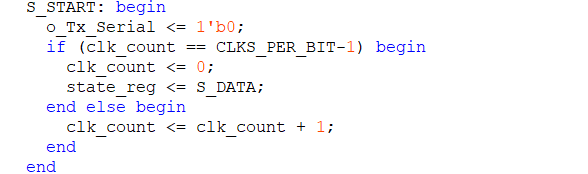 S_START: begin
  o_Tx_Serial <= 1'b0;
  if (clk_count == CLKS_PER_BIT-1) begin
    clk_count <= 0;
    state_reg <= S_DATA;
  end else begin
    clk_count <= clk_count + 1;
  end
end